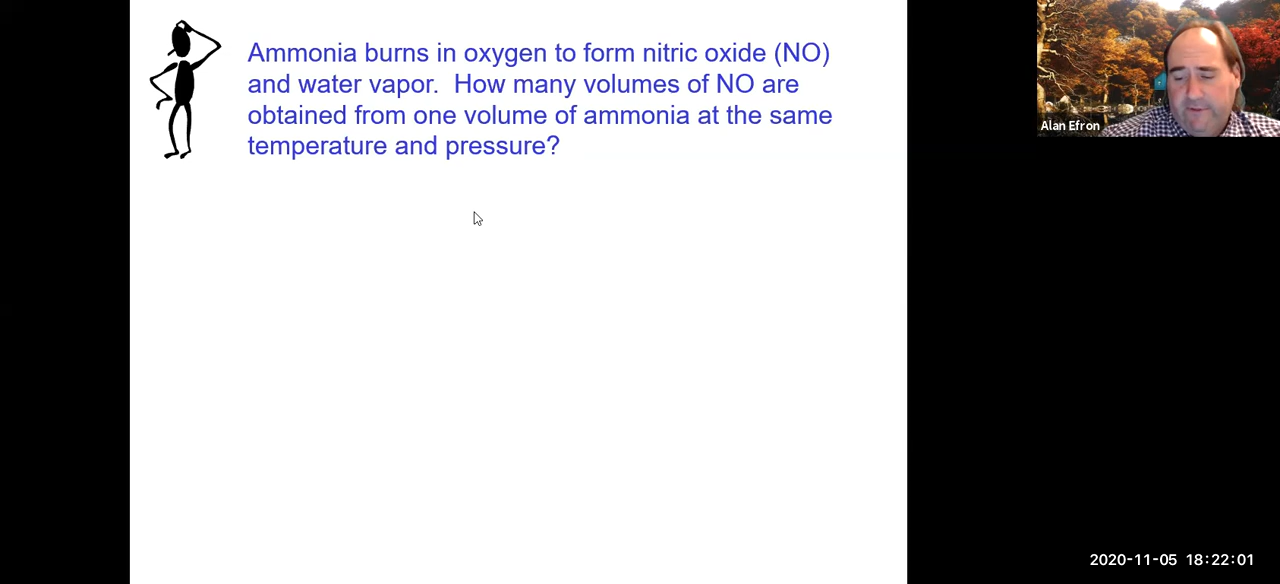 Ammonia burns in oxygen to form nitric oxide (NO)
and water vapor.  How many volumes of NO are
obtained from one volume of ammonia at the same
temperature and pressure?
Alan Efron
2020-11-05 18:22:01